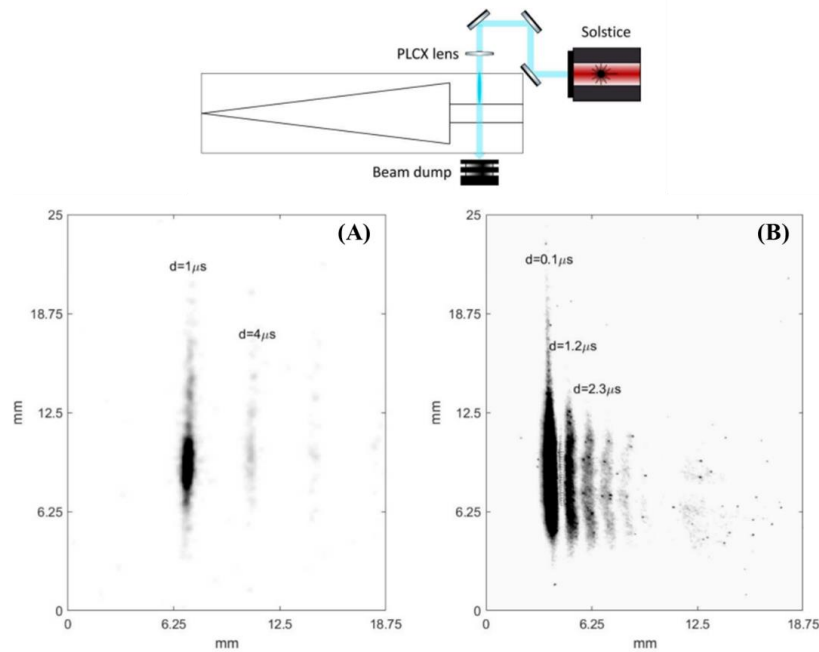 Solstice
PLCX lens
Beam dump
(A)
25
18.75
12.5
6.25
0
mm
d=1μs
d=4μs
0
6.25
12.5
18.75
mm
(B)
25
18.75
12.5
6.25
0
mm
d=0.1μs
d=1.2μs
d=2.3μs
0
6.25
12.5
18.75
mm